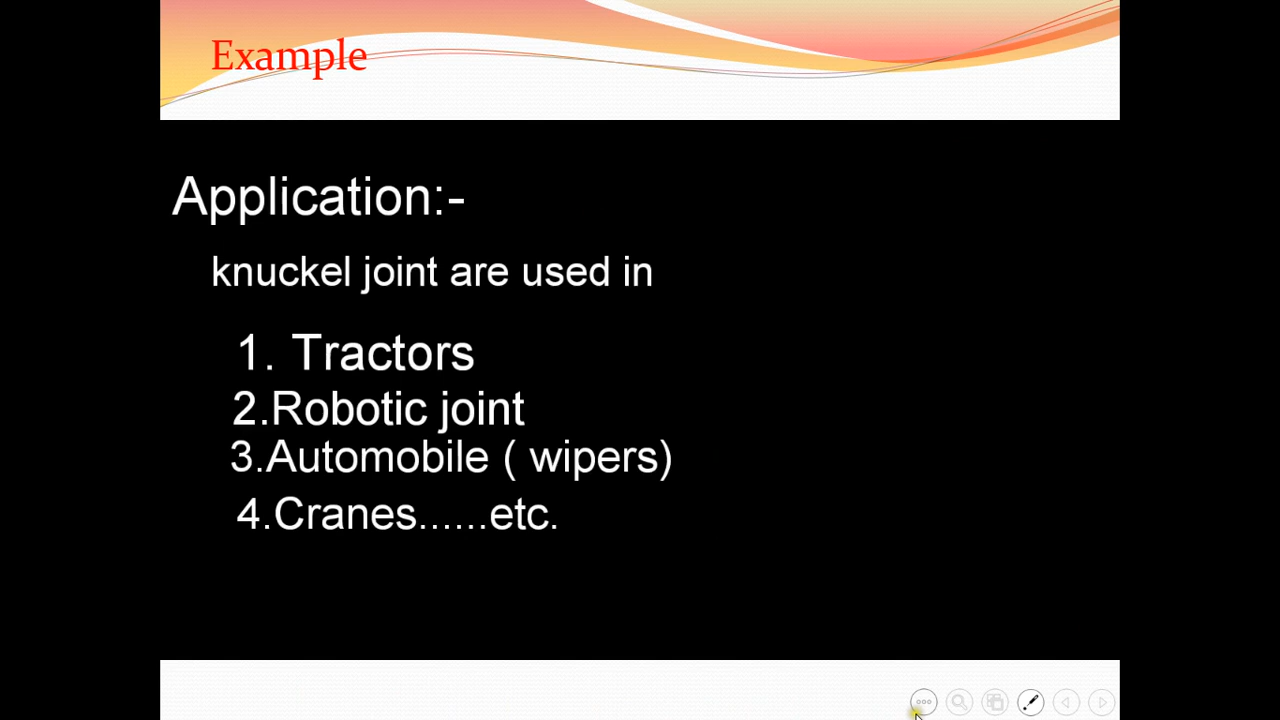 Example
Application:-
knuckel joint are used in
1. Tractors
2.Robotic joint
3.Automobile ( wipers)
4.Cranes......etc.